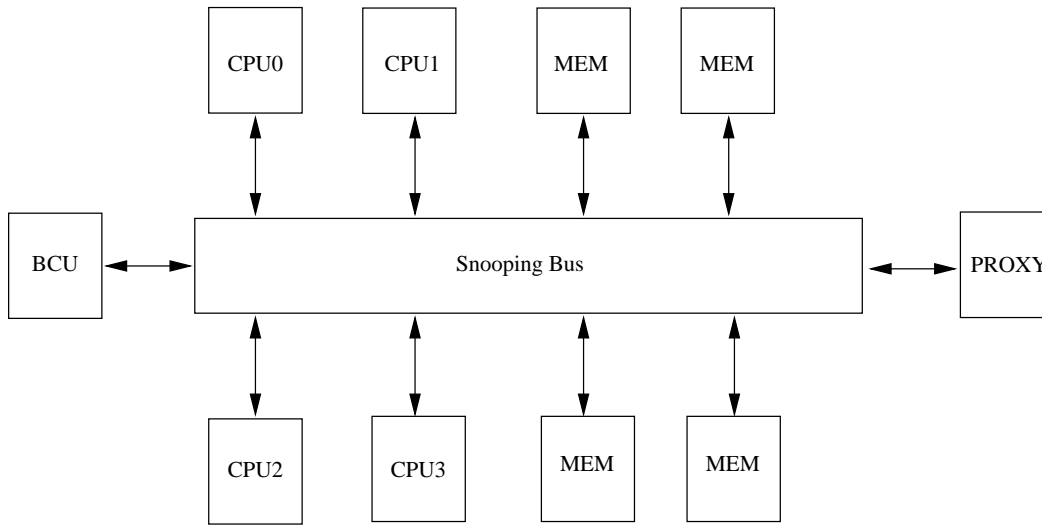 CPU0
CPU1
MEM
MEM
BCU
Snooping Bus
PROXY
CPU2
CPU3
MEM
MEM